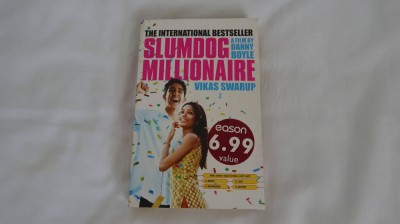 THE INTERNATIONAL BESTSELLER
SLUMDOG
A FILM BY
DANNY
BOYLE
MILLIONAIRE
VIKAS SWARUP
eason
6.99
value